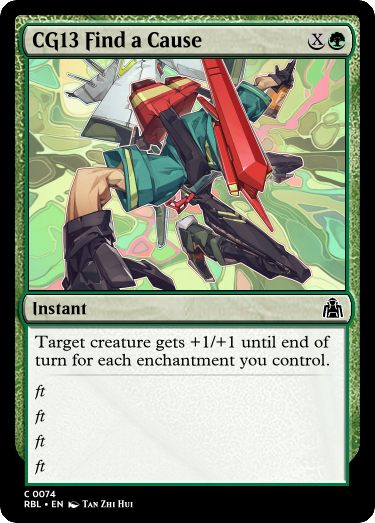 CG13 Find a Cause X
Instant
Target creature gets +1/+1 until end of
turn for each enchantment you control.
ft
ft
ft
ft
C 0074
RBL • EN Tan Zhi Hui